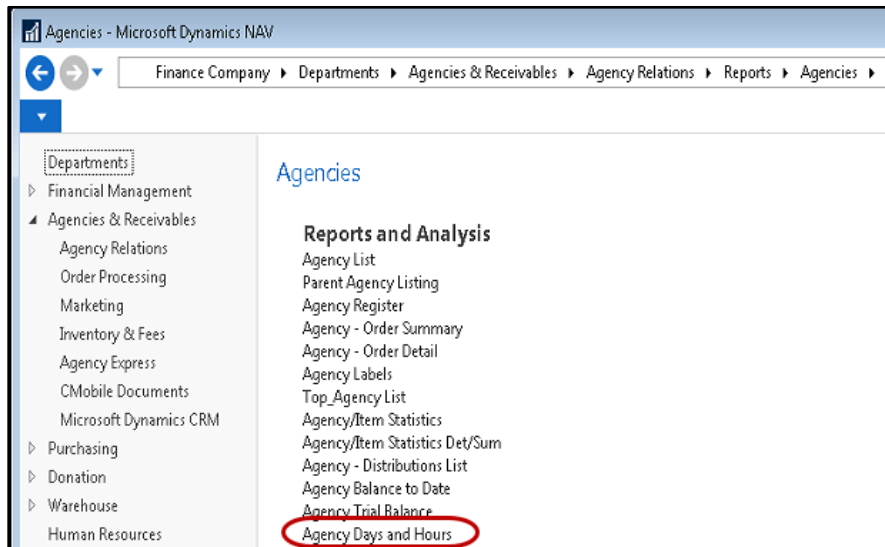 Agencies - Microsoft Dynamics NAV
Finance Company ▸ Departments ▸ Agencies & Receivables ▸ Agency Relations ▸ Reports ▸ Agencies ▸
Departments
Financial Management
Agencies & Receivables
Agency Relations
Order Processing
Marketing
Inventory & Fees
Agency Express
CMobile Documents
Microsoft Dynamics CRM
Purchasing
Donation
Warehouse
Human Resources
Agencies
Reports and Analysis
Agency List
Parent Agency Listing
Agency Register
Agency - Order Summary
Agency - Order Detail
Agency Labels
Top_Agency List
Agency/Item Statistics
Agency/Item Statistics Det/Sum
Agency - Distributions List
Agency Balance to Date
Agency Trial Balance
Agency Days and Hours